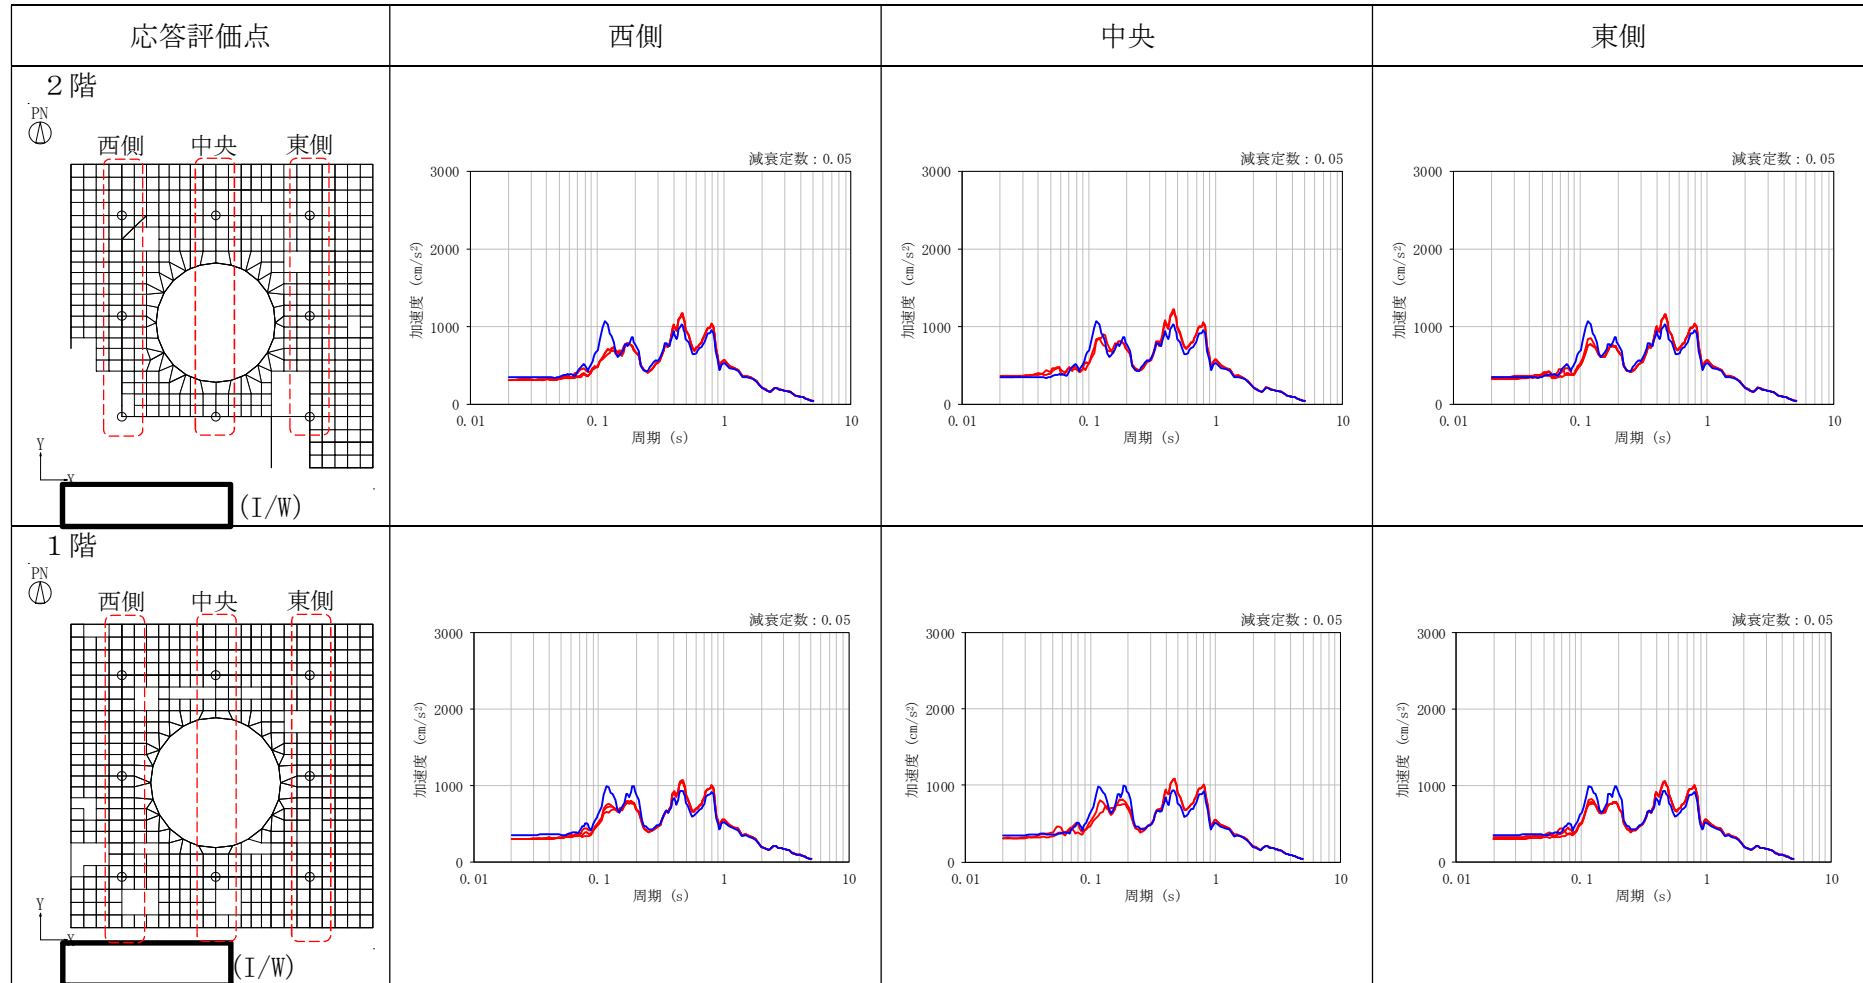 応答評価点 西側 中央 東側
2階
PN
西側 中央 東側
Y
X
(I/W)
減衰定数:0.05
加速度 (cm/s²)
3000
2000
1000
0
0.01 0.1 1 10
周期 (s)
減衰定数:0.05
加速度 (cm/s²)
3000
2000
1000
0
0.01 0.1 1 10
周期 (s)
減衰定数:0.05
加速度 (cm/s²)
3000
2000
1000
0
0.01 0.1 1 10
周期 (s)
1階
PN
西側 中央 東側
Y
X
(I/W)
減衰定数:0.05
加速度 (cm/s²)
3000
2000
1000
0
0.01 0.1 1 10
周期 (s)
減衰定数:0.05
加速度 (cm/s²)
3000
2000
1000
0
0.01 0.1 1 10
周期 (s)
減衰定数:0.05
加速度 (cm/s²)
3000
2000
1000
0
0.01 0.1 1 10
周期 (s)